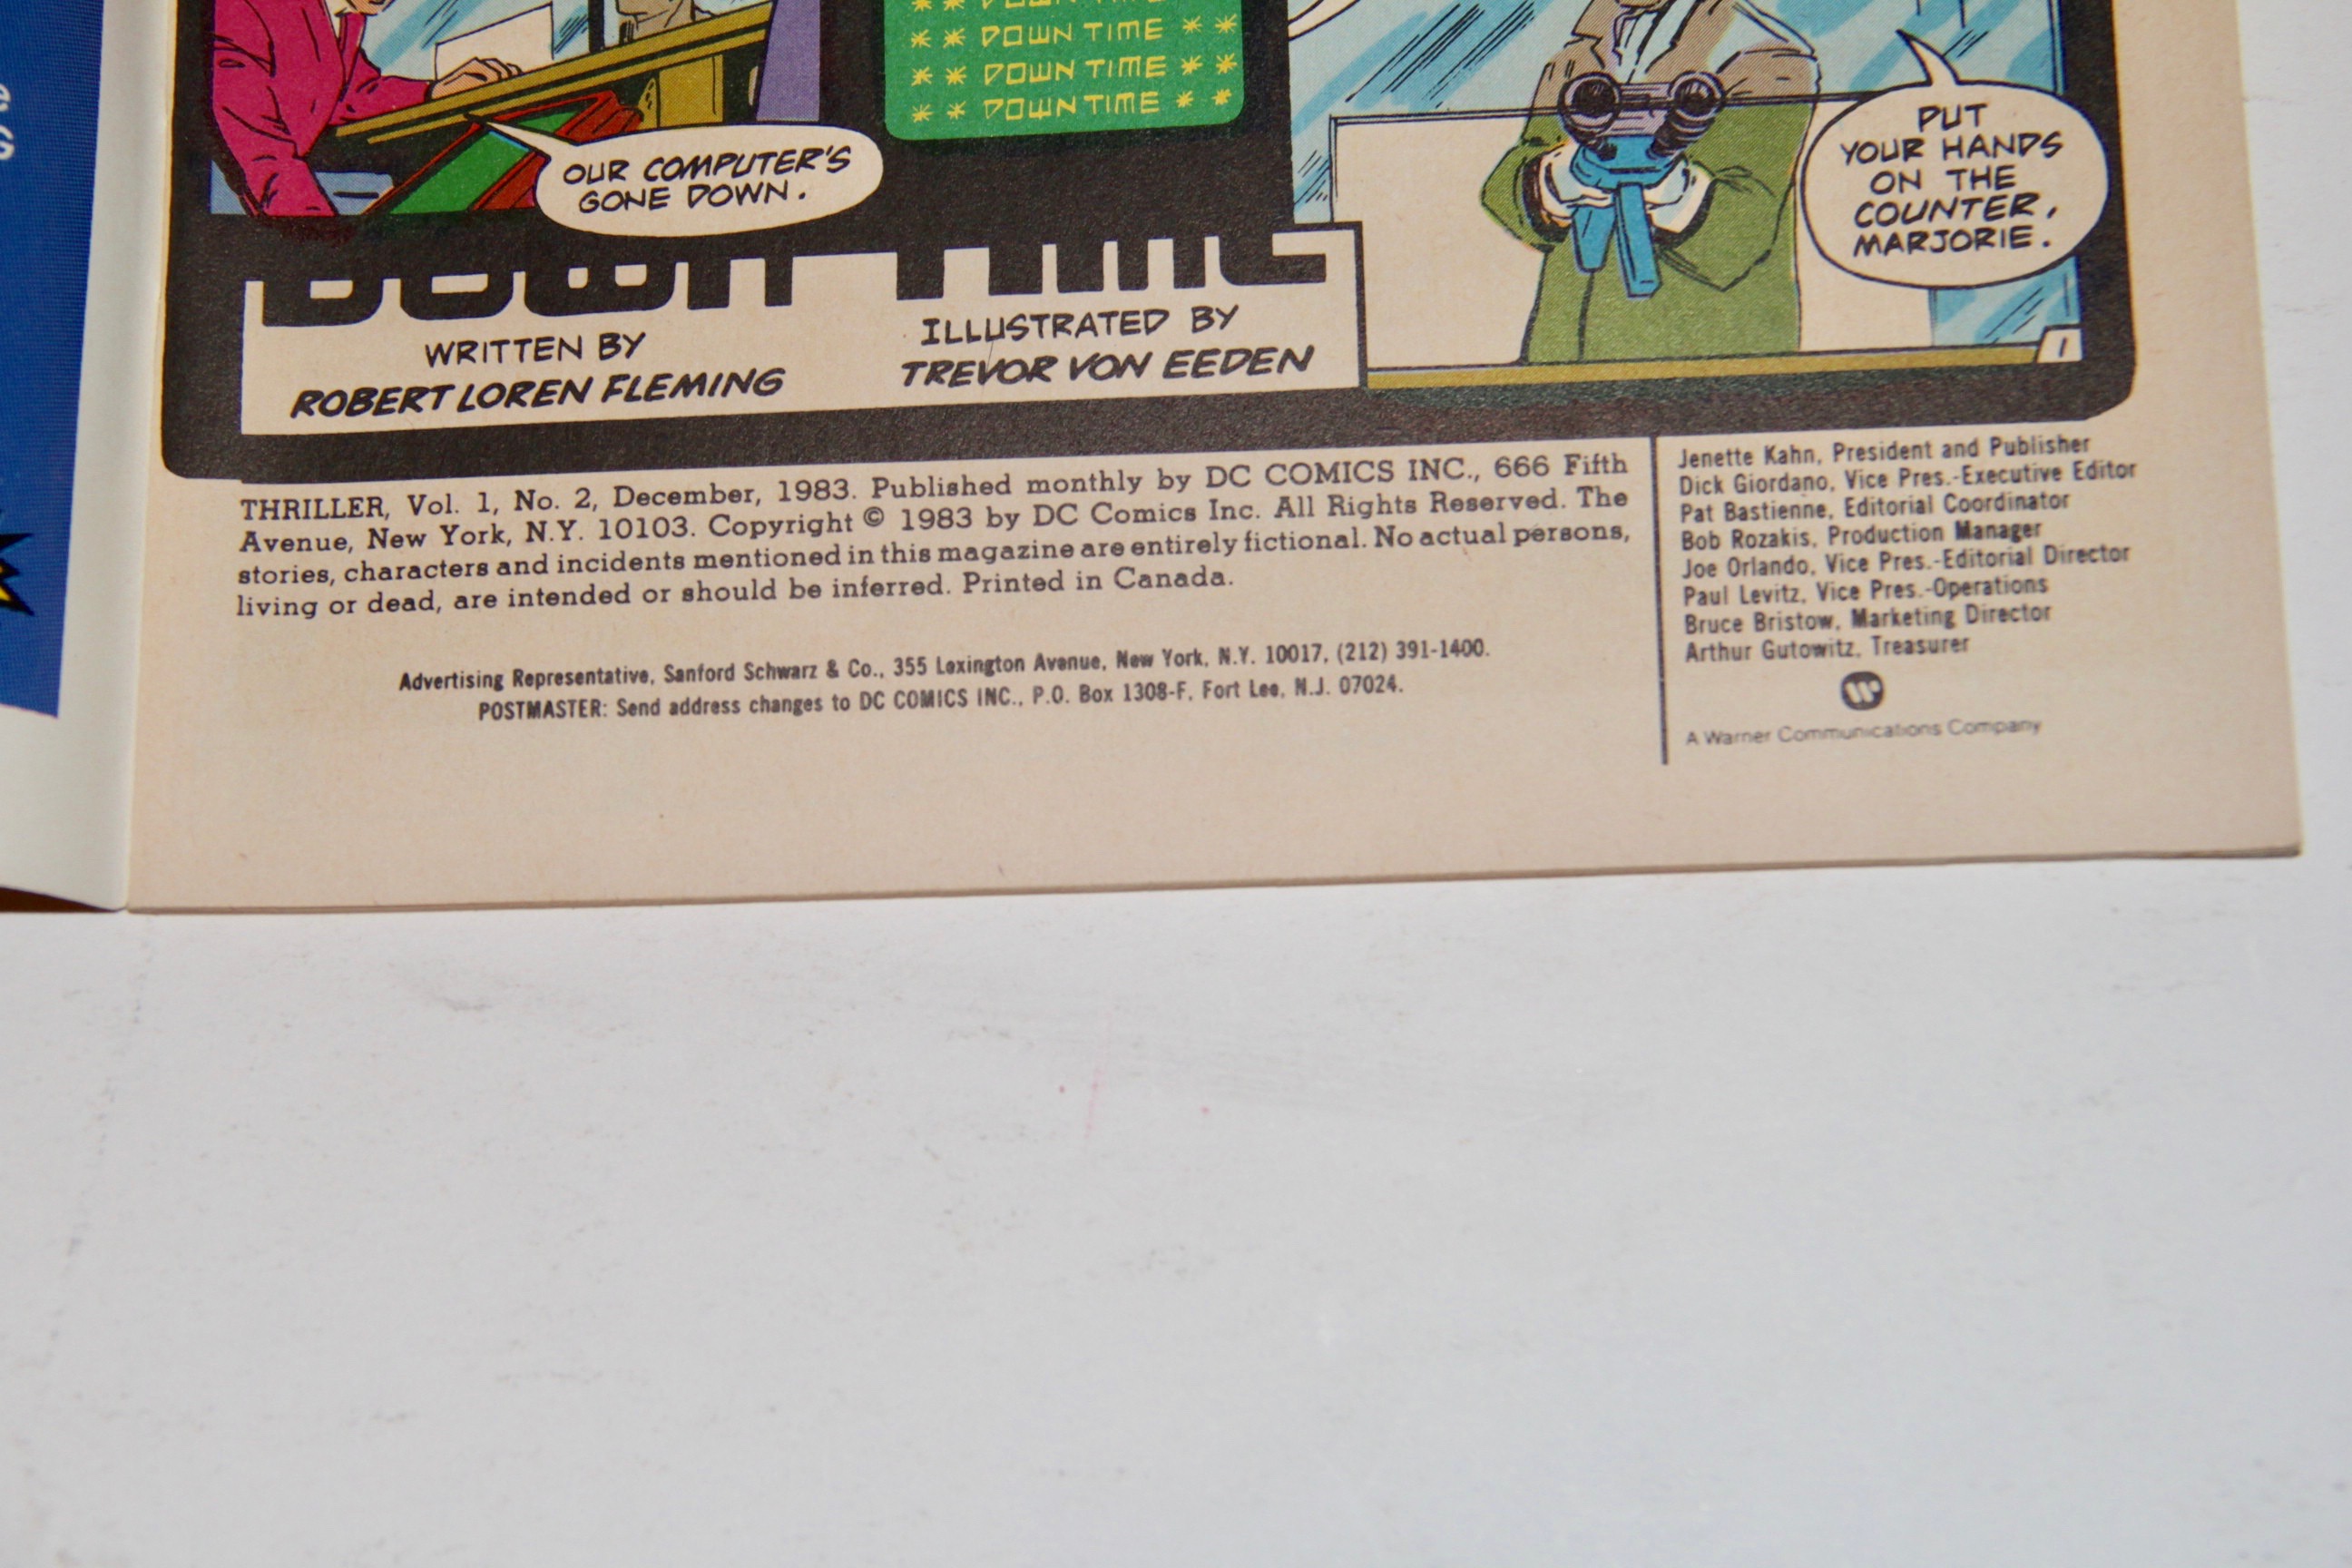 ** DOWN TIME **
** DOWN TIME **
** DOWN TIME **
** DOWN TIME **
OUR COMPUTER'S
GONE DOWN.
PUT
YOUR HANDS
ON THE
COUNTER,
MARJORIE.
DOWN TIME
WRITTEN BY
ROBERT LOREN FLEMING
ILLUSTRATED BY
TREVOR VON EEDEN
1
THRILLER, Vol. 1, No. 2, December, 1983. Published monthly by DC COMICS INC., 666 Fifth
Avenue, New York, N.Y. 10103. Copyright © 1983 by DC Comics Inc. All Rights Reserved. The
stories, characters and incidents mentioned in this magazine are entirely fictional. No actual persons,
living or dead, are intended or should be inferred. Printed in Canada.
Advertising Representative, Sanford Schwarz & Co., 355 Lexington Avenue, New York, N.Y. 10017, (212) 391-1400.
POSTMASTER: Send address changes to DC COMICS INC., P.O. Box 1308-F, Fort Lee, N.J. 07024.
Jenette Kahn, President and Publisher
Dick Giordano, Vice Pres.-Executive Editor
Pat Bastienne, Editorial Coordinator
Bob Rozakis, Production Manager
Joe Orlando, Vice Pres.-Editorial Director
Paul Levitz, Vice Pres.-Operations
Bruce Bristow, Marketing Director
Arthur Gutowitz, Treasurer
A Warner Communications Company